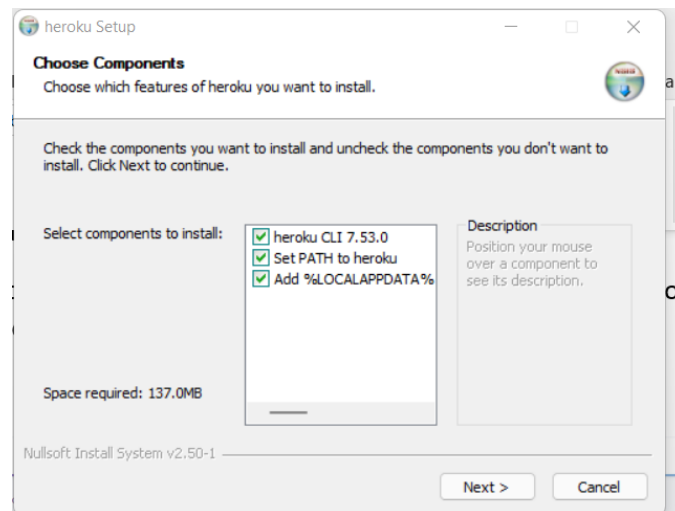 heroku Setup
Choose Components
Choose which features of heroku you want to install.
Check the components you want to install and uncheck the components you don't want to
install. Click Next to continue.
Select components to install:
heroku CLI 7.53.0
Set PATH to heroku
Add %LOCALAPPDATA%
Description
Position your mouse
over a component to
see its description.
Space required: 137.0MB
Nullsoft Install System v2.50-1
Next >
Cancel